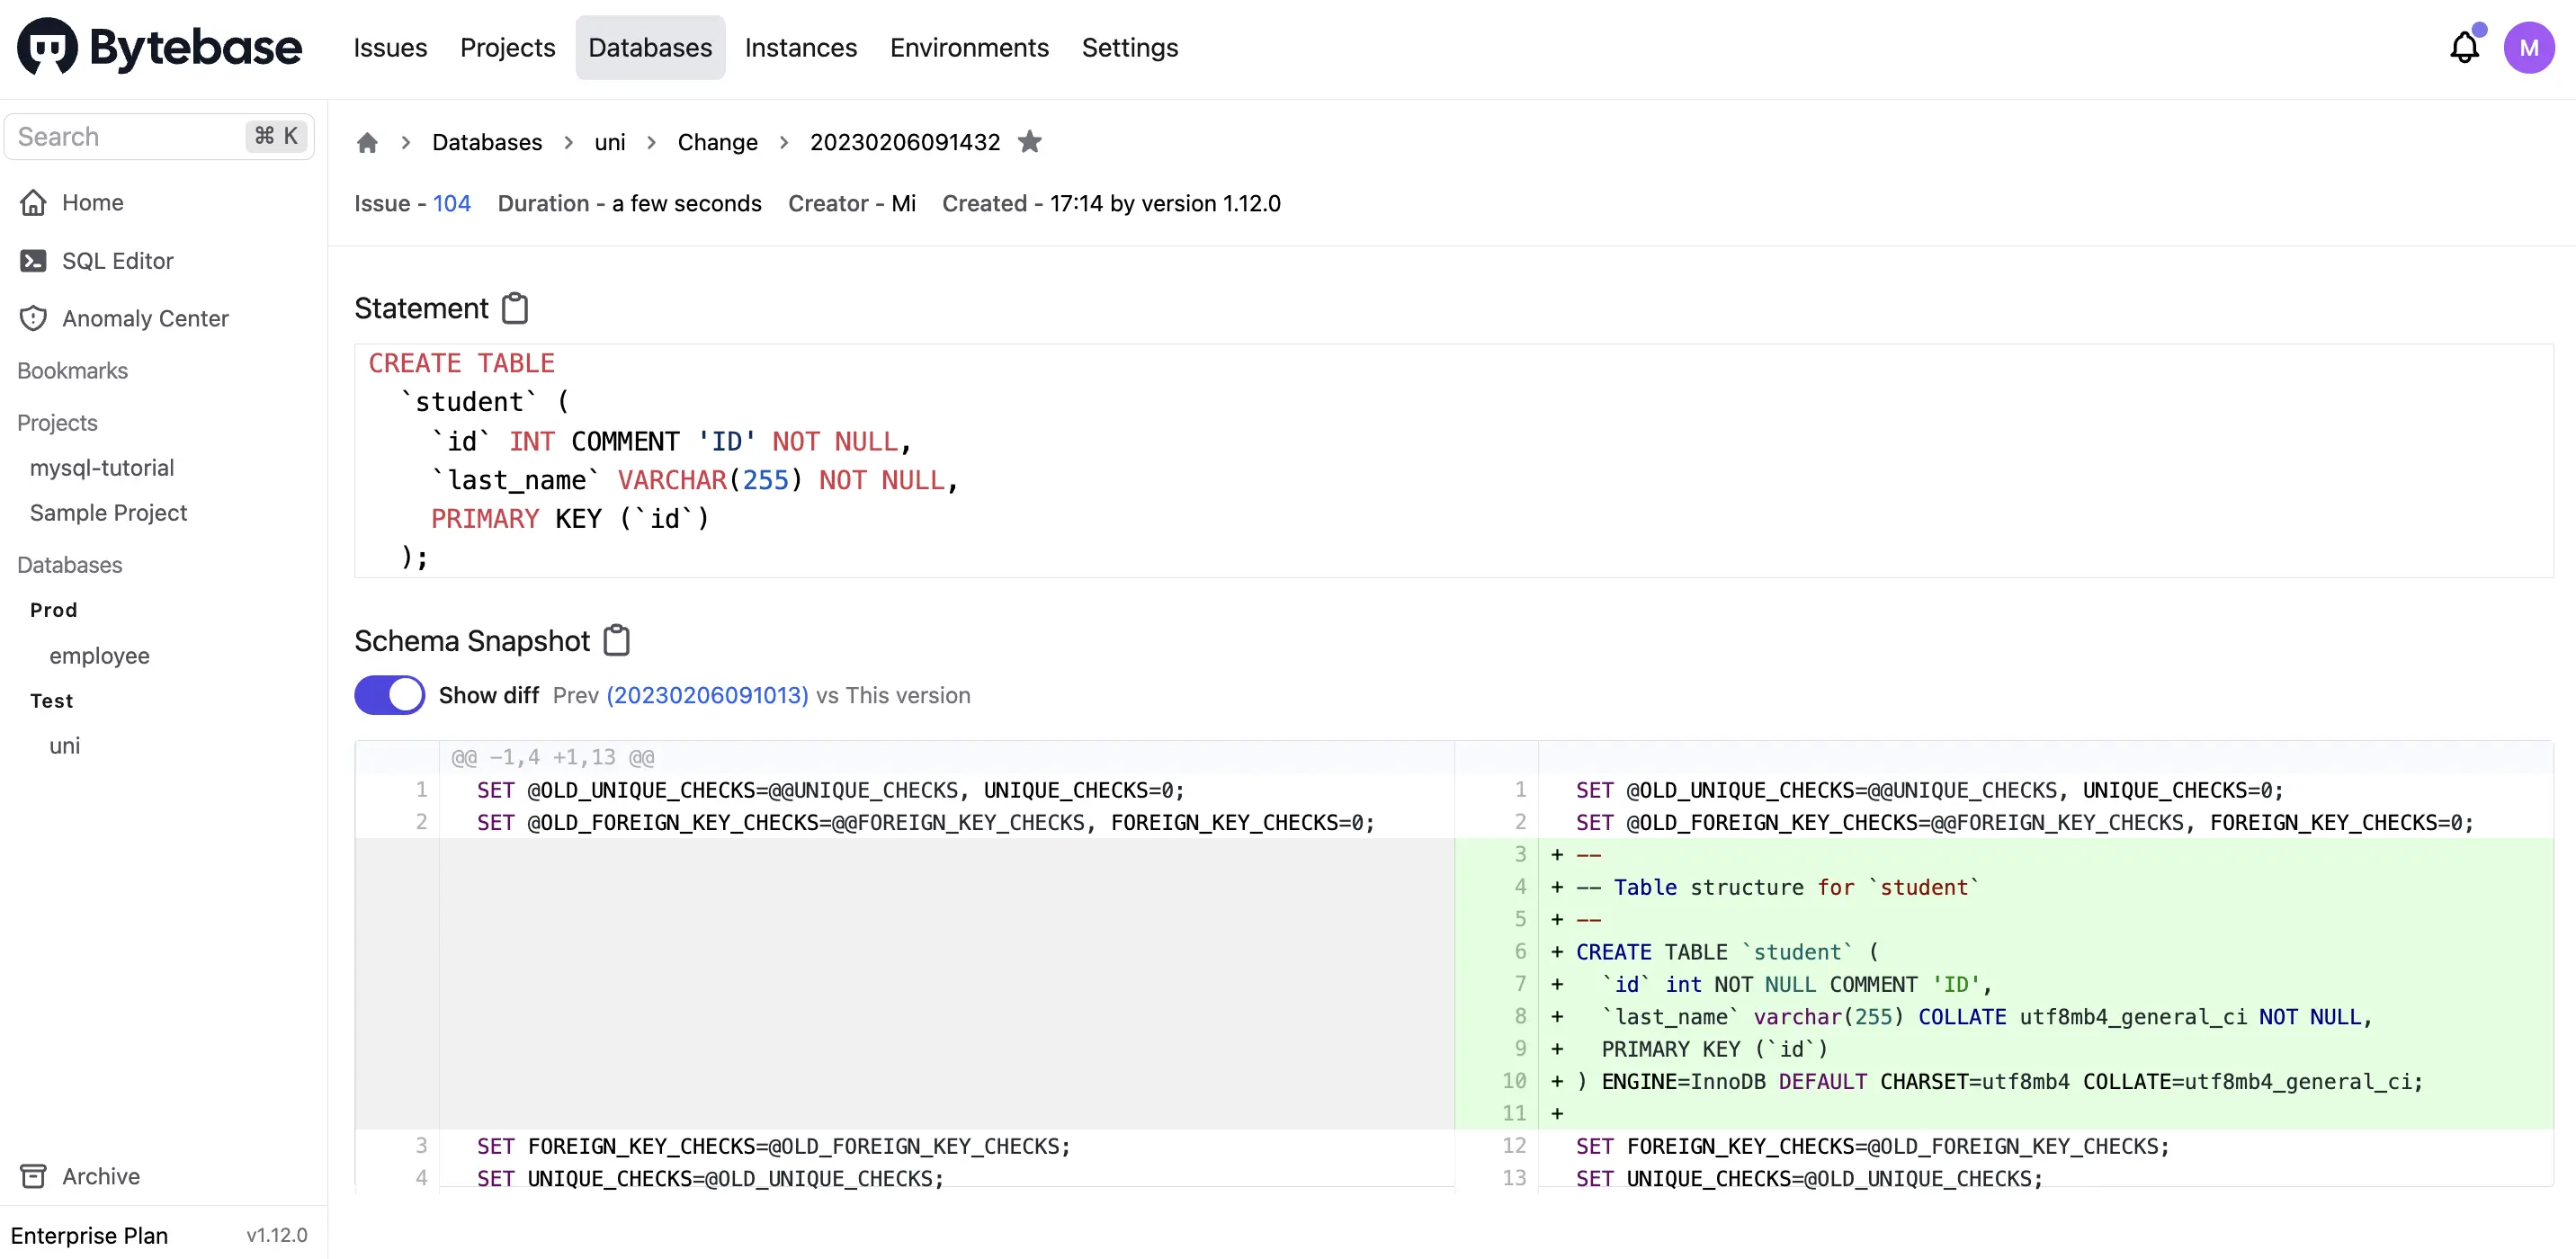 Bytebase Issues Projects Databases Instances Environments Settings M
Search ⌘ K
Home
SQL Editor
Anomaly Center
Bookmarks
Projects
mysql-tutorial
Sample Project
Databases
Prod
employee
Test
uni
Archive
Enterprise Plan v1.12.0
> Databases > uni > Change > 20230206091432
Issue - 104 Duration - a few seconds Creator - Mi Created - 17:14 by version 1.12.0
Statement
CREATE TABLE
  `student` (
    `id` INT COMMENT 'ID' NOT NULL,
    `last_name` VARCHAR(255) NOT NULL,
    PRIMARY KEY (`id`)
  );
Schema Snapshot
Show diff Prev (20230206091013) vs This version
@@ -1,4 +1,13 @@
1 SET @OLD_UNIQUE_CHECKS=@@UNIQUE_CHECKS, UNIQUE_CHECKS=0;
2 SET @OLD_FOREIGN_KEY_CHECKS=@@FOREIGN_KEY_CHECKS, FOREIGN_KEY_CHECKS=0;
3 SET FOREIGN_KEY_CHECKS=@OLD_FOREIGN_KEY_CHECKS;
4 SET UNIQUE_CHECKS=@OLD_UNIQUE_CHECKS;
1 SET @OLD_UNIQUE_CHECKS=@@UNIQUE_CHECKS, UNIQUE_CHECKS=0;
2 SET @OLD_FOREIGN_KEY_CHECKS=@@FOREIGN_KEY_CHECKS, FOREIGN_KEY_CHECKS=0;
3 + --
4 + -- Table structure for `student`
5 + --
6 + CREATE TABLE `student` (
7 +   `id` int NOT NULL COMMENT 'ID',
8 +   `last_name` varchar(255) COLLATE utf8mb4_general_ci NOT NULL,
9 +   PRIMARY KEY (`id`)
10 + ) ENGINE=InnoDB DEFAULT CHARSET=utf8mb4 COLLATE=utf8mb4_general_ci;
11 +
12 SET FOREIGN_KEY_CHECKS=@OLD_FOREIGN_KEY_CHECKS;
13 SET UNIQUE_CHECKS=@OLD_UNIQUE_CHECKS;